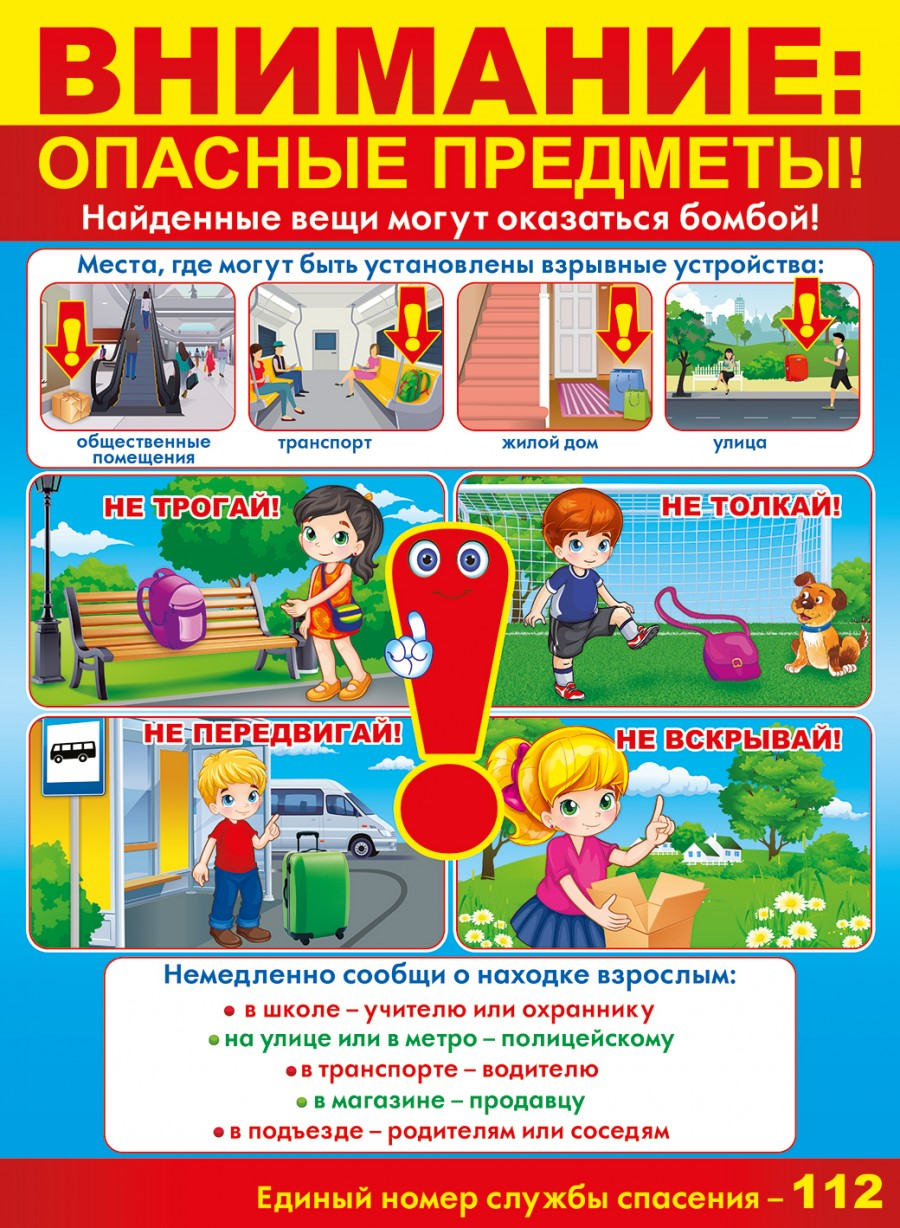 ВНИМАНИЕ:
ОПАСНЫЕ ПРЕДМЕТЫ!
Найденные вещи могут оказаться бомбой!
Места, где могут быть установлены взрывные устройства:
общественные
помещения
транспорт
жилой дом
улица
НЕ ТРОГАЙ!
НЕ ТОЛКАЙ!
НЕ ПЕРЕДВИГАЙ!
НЕ ВСКРЫВАЙ!
Немедленно сообщи о находке взрослым:
• в школе – учителю или охраннику
• на улице или в метро – полицейскому
• в транспорте – водителю
• в магазине – продавцу
• в подъезде – родителям или соседям
Единый номер службы спасения – 112